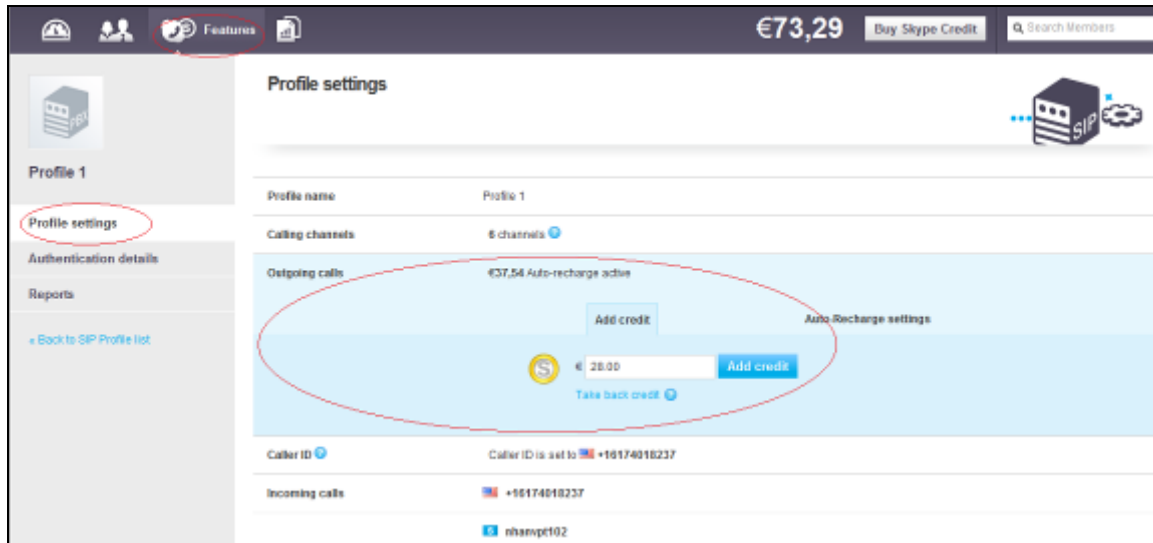 Features
€73,29
Buy Skype Credit
Search Members
PBX
Profile 1
Profile settings
Authentication details
Reports
« Back to SIP Profile list
Profile settings
SIP
Profile name Profile 1
Calling channels 6 channels ?
Outgoing calls €37,54 Auto-recharge active
Add credit Auto-Recharge settings
S € 28.00 Add credit
Take back credit ?
Caller ID ? Caller ID is set to +16174018237
Incoming calls +16174018237
S nhanvpt102